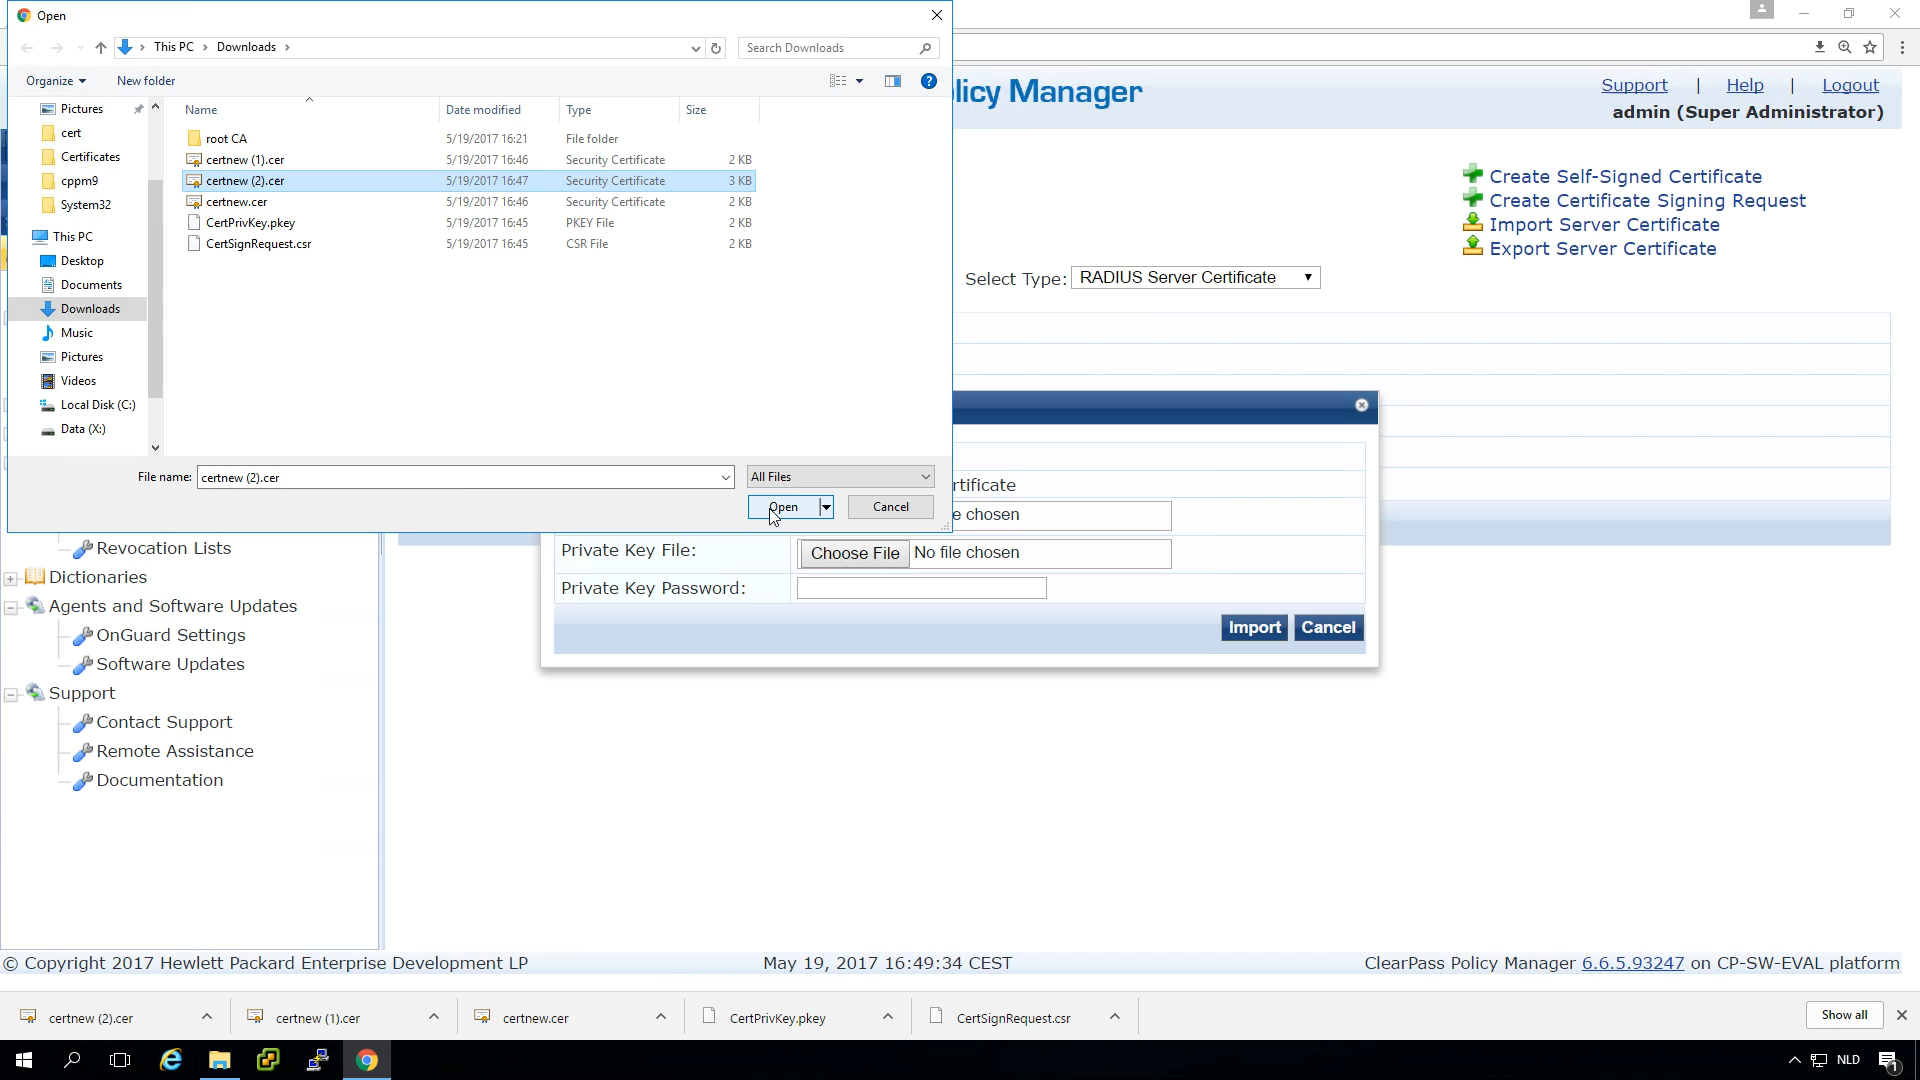 Open
This PC
Downloads
Search Downloads
Organize
New folder
Name
Date modified
Type
Size
Pictures
cert
Certificates
cppm9
System32
This PC
Desktop
Documents
Downloads
Music
Pictures
Videos
Local Disk (C:)
Data (X:)
root CA 5/19/2017 16:21 File folder
certnew (1).cer 5/19/2017 16:46 Security Certificate 2 KB
certnew (2).cer 5/19/2017 16:47 Security Certificate 3 KB
certnew.cer 5/19/2017 16:46 Security Certificate 2 KB
CertPrivKey.pkey 5/19/2017 16:45 PKEY File 2 KB
CertSignRequest.csr 5/19/2017 16:45 CSR File 2 KB
File name: certnew (2).cer
All Files
Open
Cancel
licy Manager
Support | Help | Logout
admin (Super Administrator)
Create Self-Signed Certificate
Create Certificate Signing Request
Import Server Certificate
Export Server Certificate
Select Type: RADIUS Server Certificate
rtificate
e chosen
Private Key File: Choose File No file chosen
Private Key Password:
Import Cancel
Revocation Lists
Dictionaries
Agents and Software Updates
OnGuard Settings
Software Updates
Support
Contact Support
Remote Assistance
Documentation
© Copyright 2017 Hewlett Packard Enterprise Development LP
May 19, 2017 16:49:34 CEST
ClearPass Policy Manager 6.6.5.93247 on CP-SW-EVAL platform
certnew (2).cer
certnew (1).cer
certnew.cer
CertPrivKey.pkey
CertSignRequest.csr
Show all
NLD
1